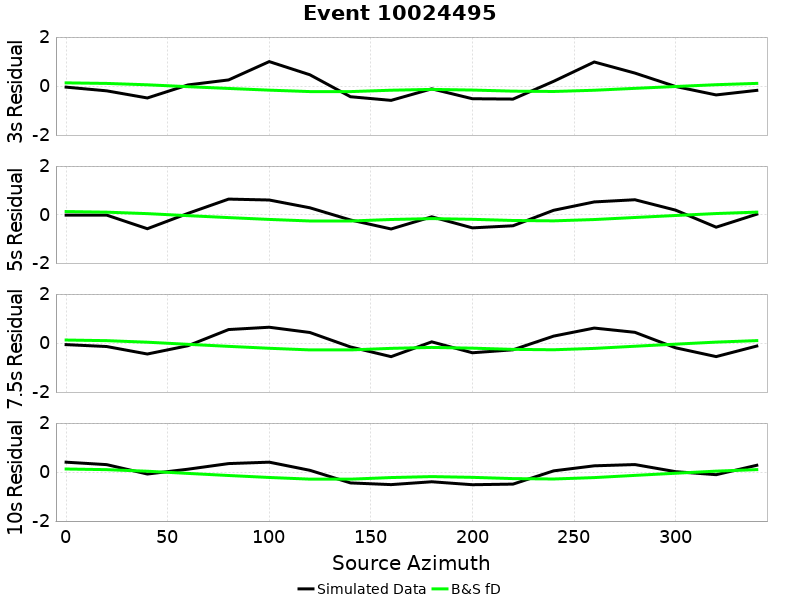 Event 10024495
3s Residual
2
0
-2
5s Residual
2
0
-2
7.5s Residual
2
0
-2
10s Residual
2
0
-2
0 50 100 150 200 250 300
Source Azimuth
Simulated Data B&S fD